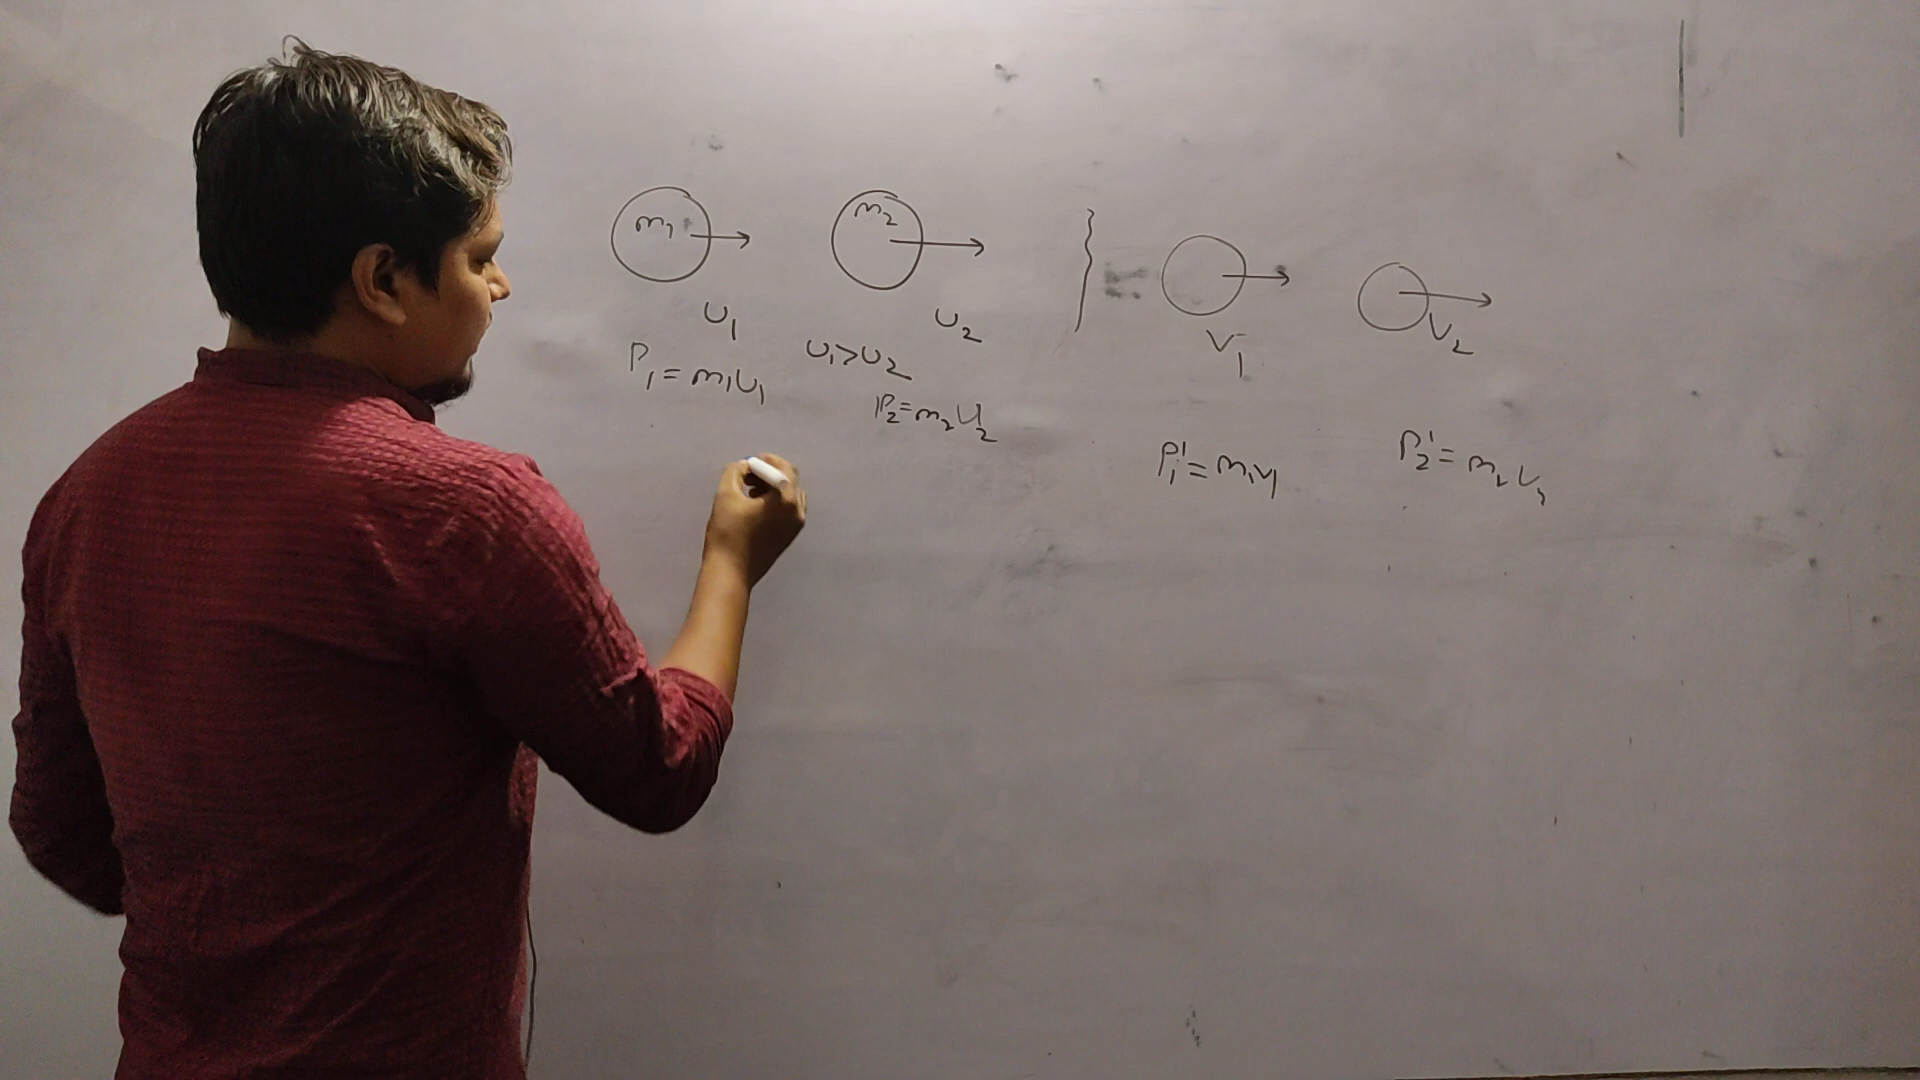 m₁
m₂
U₁
U₂
V₁
V₂
P₁ = m₁U₁
U₁>U₂
P₂=m₂U₂
P₁' = m₁V₁
P₂' = m₂V₂